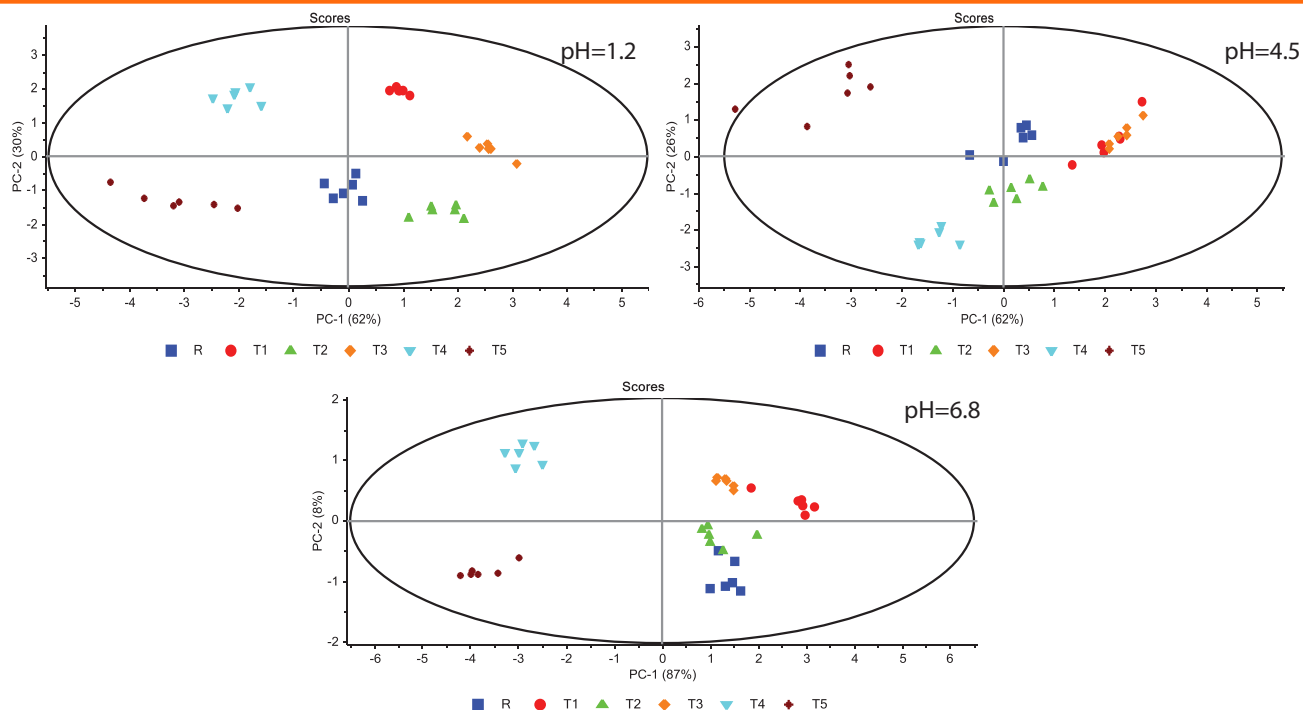 Scores
pH=1.2
3
2
1
0
-1
-2
-3
PC-2 (30%)
-5 -4 -3 -2 -1 0 1 2 3 4 5
PC-1 (62%)
R T1 T2 T3 T4 T5
Scores
pH=4.5
3
2
1
0
-1
-2
-3
PC-2 (26%)
-6 -5 -4 -3 -2 -1 0 1 2 3 4 5
PC-1 (62%)
R T1 T2 T3 T4 T5
Scores
pH=6.8
2
1
0
-1
-2
PC-2 (8%)
-6 -5 -4 -3 -2 -1 0 1 2 3 4 5 6
PC-1 (87%)
R T1 T2 T3 T4 T5